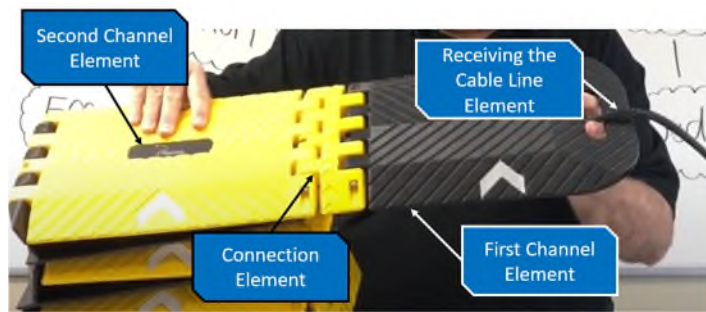 Second Channel
Element
Receiving the
Cable Line
Element
Connection
Element
First Channel
Element